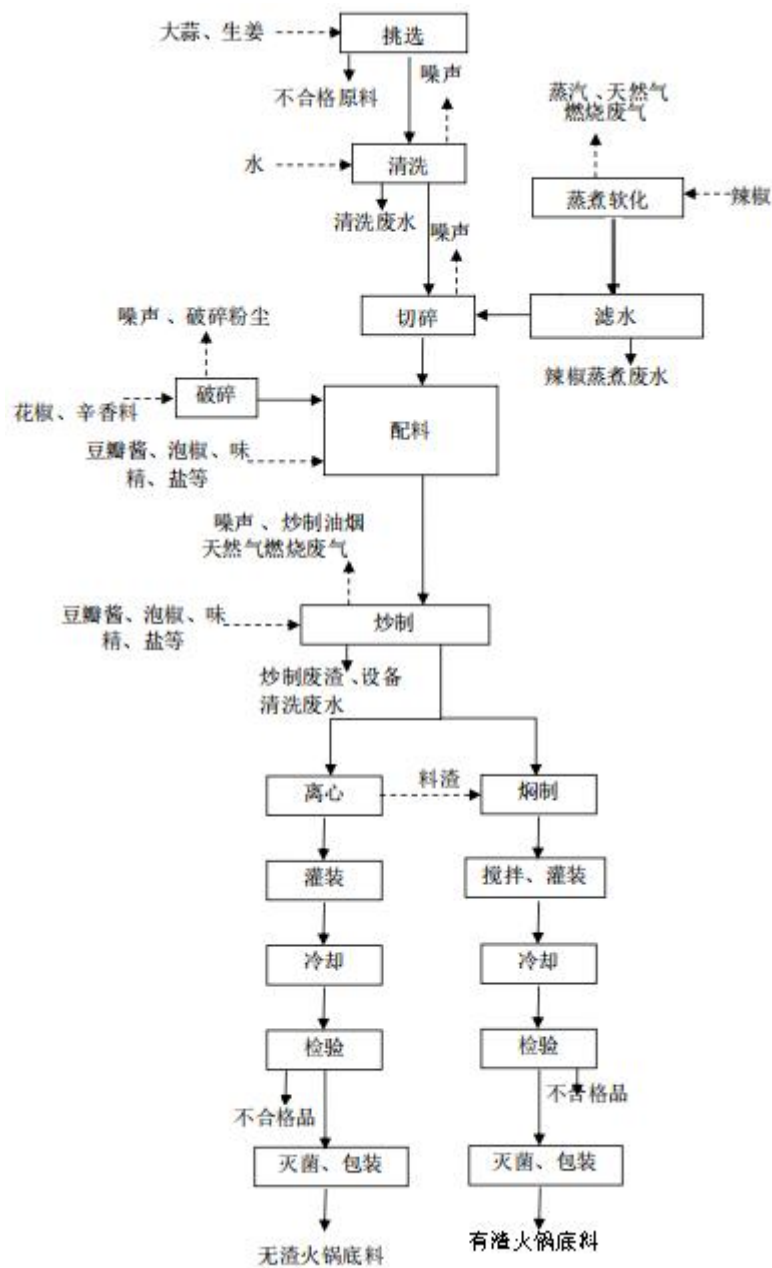 大蒜、生姜
挑选
不合格原料
噪声
蒸汽、天然气
燃烧废气
水
清洗
蒸煮软化
辣椒
清洗废水
噪声
噪声、破碎粉尘
切碎
滤水
辣椒蒸煮废水
花椒、辛香料
破碎
配料
豆瓣酱、泡椒、味
精、盐等
噪声、炒制油烟
天然气燃烧废气
豆瓣酱、泡椒、味
精、盐等
炒制
炒制废渣、设备
清洗废水
离心
料渣
焖制
灌装
搅拌、灌装
冷却
冷却
检验
检验
不合格品
不合格品
灭菌、包装
灭菌、包装
无渣火锅底料
有渣火锅底料